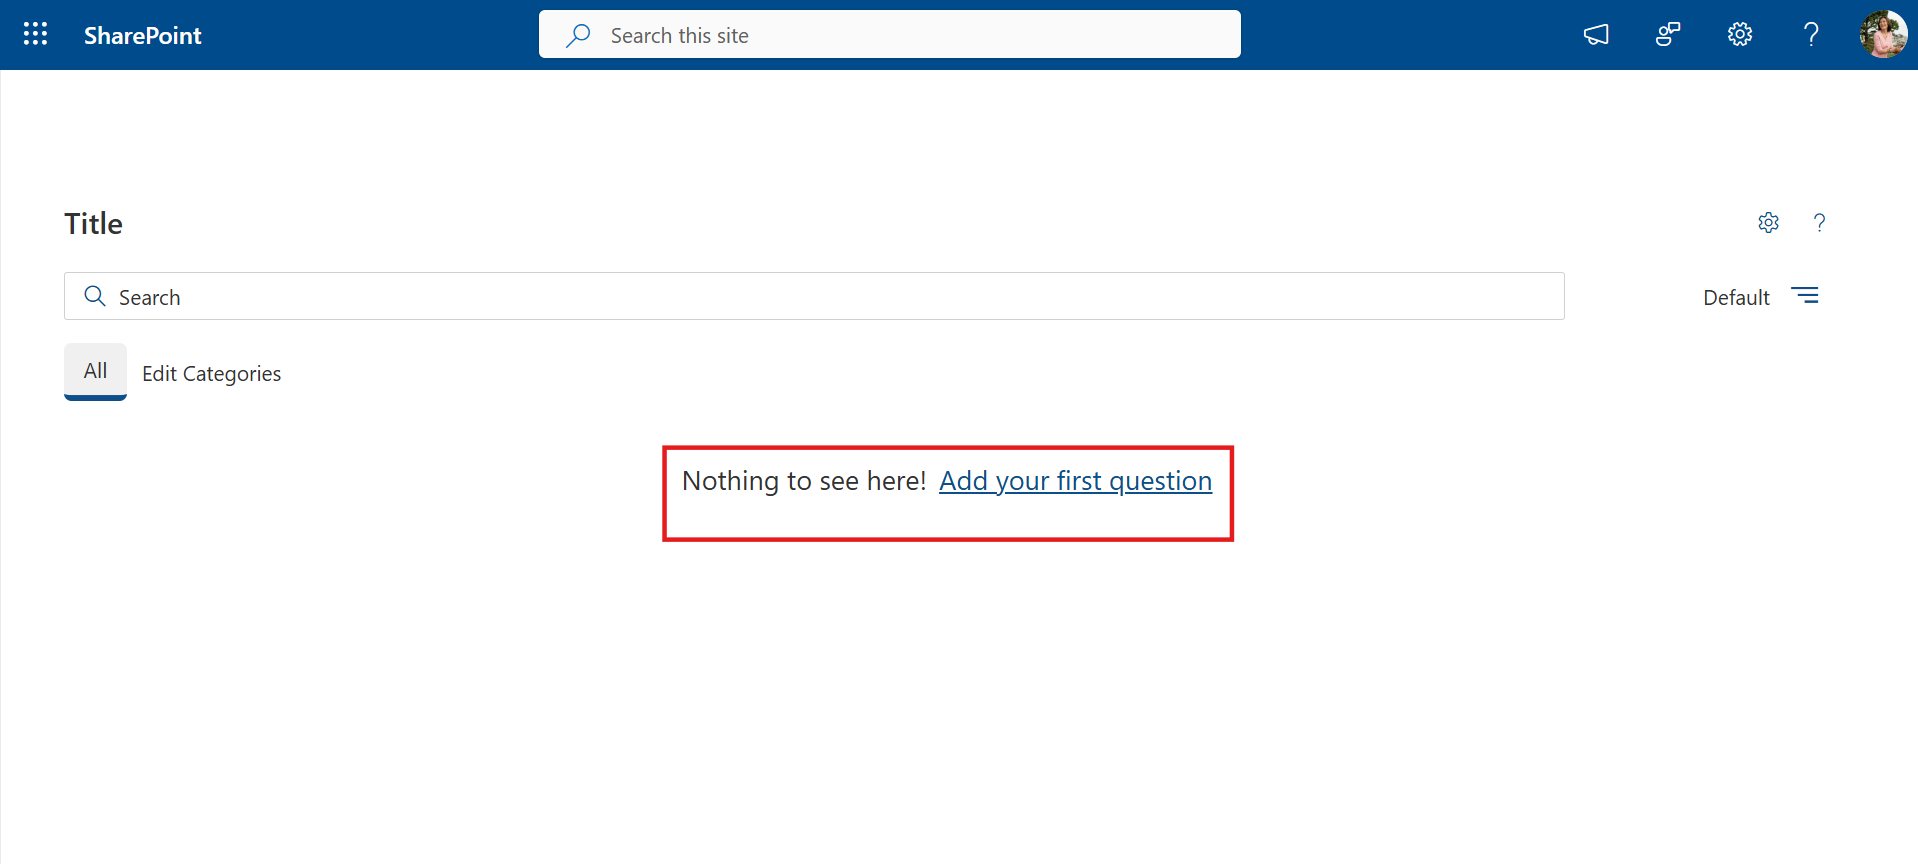 SharePoint
Search this site
Title
Search
Default
All
Edit Categories
Nothing to see here! Add your first question